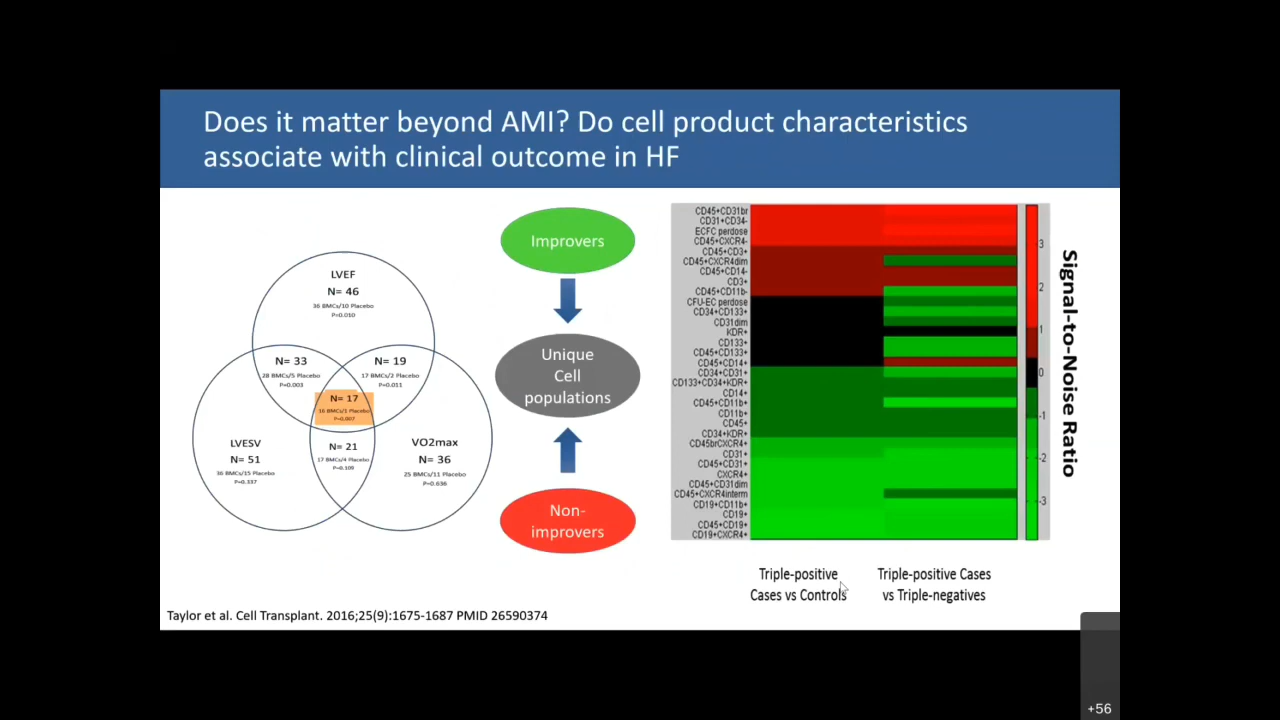 Does it matter beyond AMI? Do cell product characteristics
associate with clinical outcome in HF
LVEF
N= 46
36 BMCs/10 Placebo
P=0.010
N= 33
28 BMCs/5 Placebo
P=0.003
N= 19
17 BMCs/2 Placebo
P=0.011
N= 17
16 BMCs/1 Placebo
P=0.007
LVESV
N= 51
36 BMCs/15 Placebo
P=0.337
N= 21
17 BMCs/4 Placebo
P=0.109
VO2max
N= 36
25 BMCs/11 Placebo
P=0.636
Improvers
Unique
Cell
populations
Non-
improvers
CD45+CD31br
CD31+CD34-
ECFC perdose
CD45+CXCR4-
CD45+CD3+
CD45+CXCR4dim
CD45+CD14-
CD3+
CD45+CD11b-
CFU-EC perdose
CD34+CD133+
CD31dim
KDR+
CD133+
CD45+CD133+
CD45+CD14+
CD34+CD31+
CD133+CD34+KDR+
CD14+
CD45+CD11b+
CD11b+
CD45+
CD34+KDR+
CD45brCXCR4+
CD31+
CD45+CD31+
CXCR4+
CD45+CD31dim
CD45+CXCR4interm
CD19+CD11b+
CD19+
CD45+CD19+
CD19+CXCR4+
3
2
1
0
-1
-2
-3
Signal-to-Noise Ratio
Triple-positive
Cases vs Controls
Triple-positive Cases
vs Triple-negatives
Taylor et al. Cell Transplant. 2016;25(9):1675-1687 PMID 26590374
+56